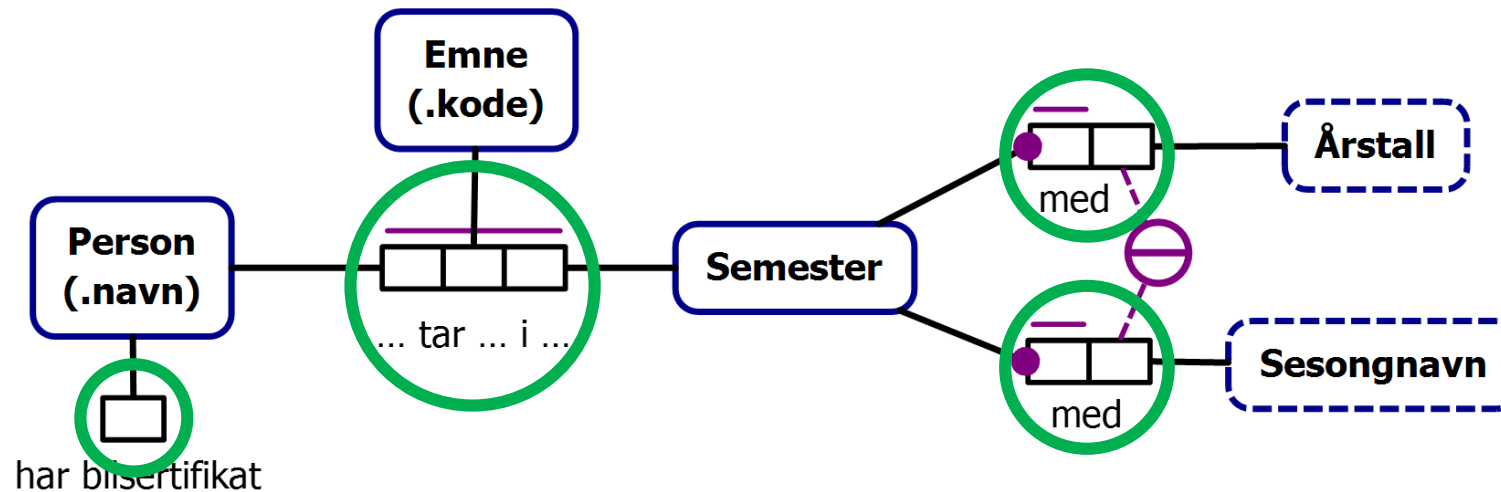 Emne
(.kode)
Person
(.navn)
... tar ... i ...
har bilsertifikat
Semester
med
Årstall
med
Sesongnavn